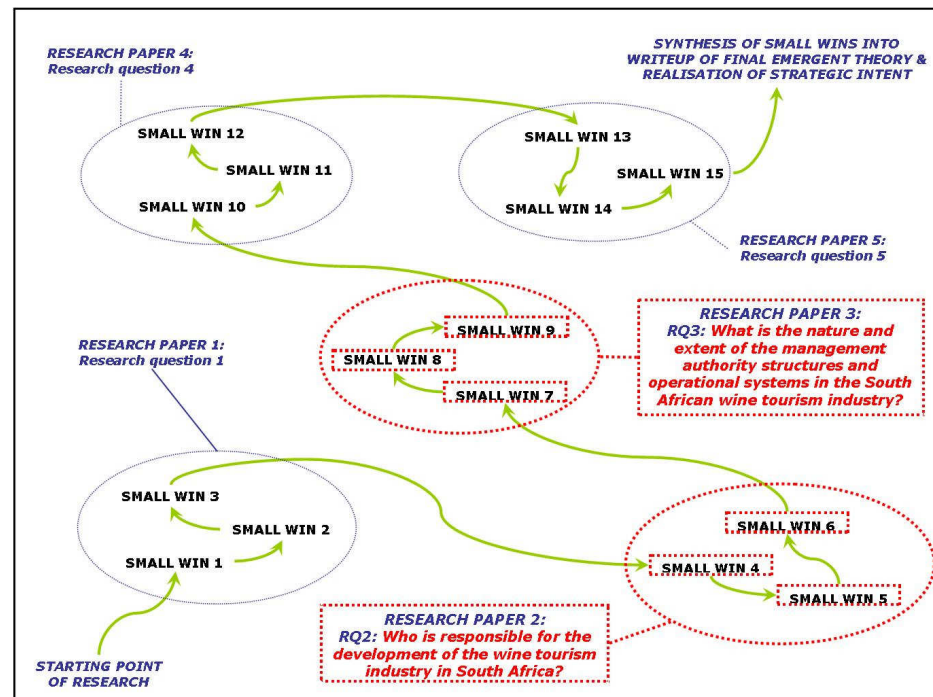 RESEARCH PAPER 4:
Research question 4
SYNTHESIS OF SMALL WINS INTO
WRITEUP OF FINAL EMERGENT THEORY &
REALISATION OF STRATEGIC INTENT
SMALL WIN 12
SMALL WIN 11
SMALL WIN 10
SMALL WIN 13
SMALL WIN 15
SMALL WIN 14
RESEARCH PAPER 5:
Research question 5
SMALL WIN 9
SMALL WIN 8
SMALL WIN 7
RESEARCH PAPER 3:
RQ3: What is the nature and
extent of the management
authority structures and
operational systems in the South
African wine tourism industry?
RESEARCH PAPER 1:
Research question 1
SMALL WIN 3
SMALL WIN 2
SMALL WIN 1
SMALL WIN 6
SMALL WIN 4
SMALL WIN 5
RESEARCH PAPER 2:
RQ2: Who is responsible for the
development of the wine tourism
industry in South Africa?
STARTING POINT
OF RESEARCH